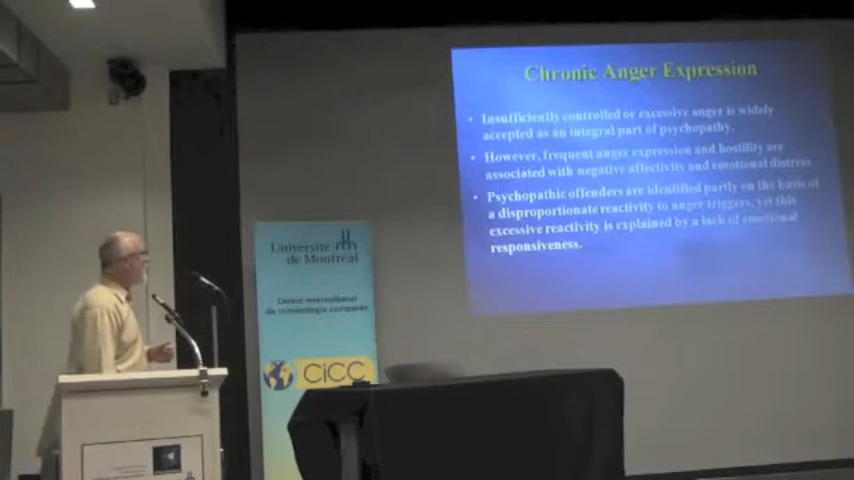 Chronic Anger Expression
• Insufficiently controlled or excessive anger is widely
accepted as an integral part of psychopathy.
• However, frequent anger expression and hostility are
associated with negative affectivity and emotional distress
• Psychopathic offenders are identified partly on the basis of
a disproportionate reactivity to anger triggers, yet this
excessive reactivity is explained by a lack of emotional
responsiveness.
Université
de Montréal
Centre international
de criminologie comparée
CiCC